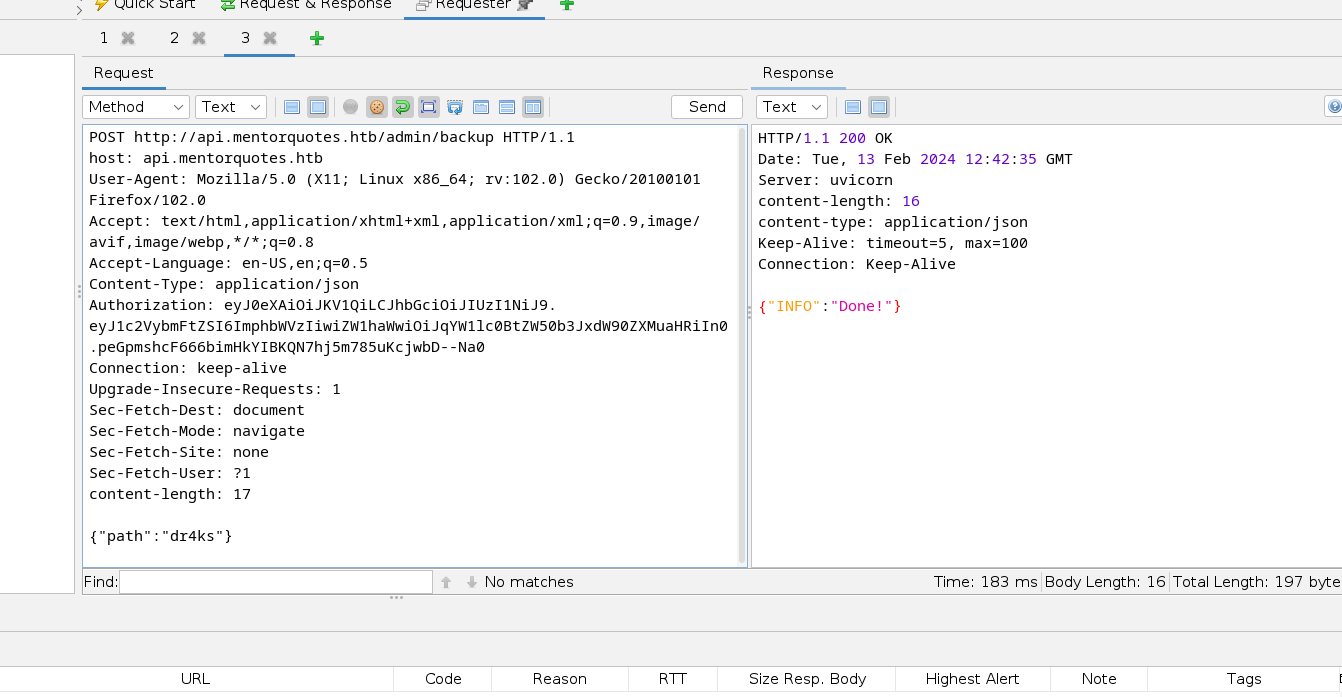 Quick Start Request & Response Requester
1 2 3
Request
Method Text Send
POST http://api.mentorquotes.htb/admin/backup HTTP/1.1
host: api.mentorquotes.htb
User-Agent: Mozilla/5.0 (X11; Linux x86_64; rv:102.0) Gecko/20100101
Firefox/102.0
Accept: text/html,application/xhtml+xml,application/xml;q=0.9,image/
avif,image/webp,*/*;q=0.8
Accept-Language: en-US,en;q=0.5
Content-Type: application/json
Authorization: eyJ0eXAiOiJKV1QiLCJhbGciOiJIUzI1NiJ9.
eyJ1c2VybmFtZSI6ImphbWVzIiwiZW1haWwiOiJqYW1lc0BtZW50b3JxdW90ZXMuaHRiIn0
.peGpmshcF666bimHkYIBKQN7hj5m785uKcjwbD--Na0
Connection: keep-alive
Upgrade-Insecure-Requests: 1
Sec-Fetch-Dest: document
Sec-Fetch-Mode: navigate
Sec-Fetch-Site: none
Sec-Fetch-User: ?1
content-length: 17
{"path":"dr4ks"}
Find: No matches
Response
Text
HTTP/1.1 200 OK
Date: Tue, 13 Feb 2024 12:42:35 GMT
Server: uvicorn
content-length: 16
content-type: application/json
Keep-Alive: timeout=5, max=100
Connection: Keep-Alive
{"INFO":"Done!"}
Time: 183 ms Body Length: 16 Total Length: 197 byte
URL Code Reason RTT Size Resp. Body Highest Alert Note Tags